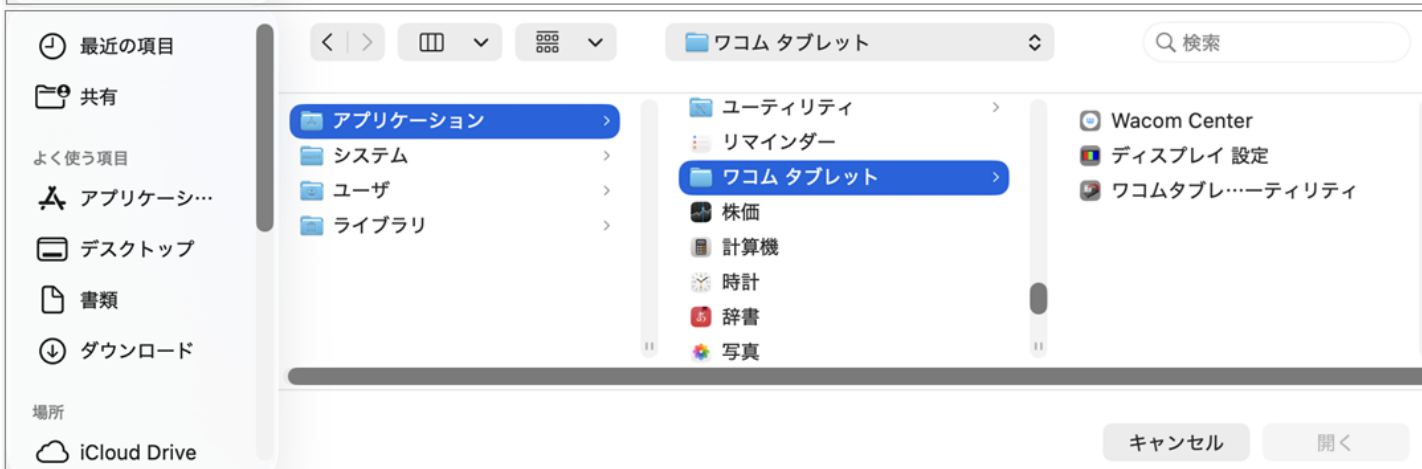 最近の項目
共有
よく使う項目
アプリケーシ…
デスクトップ
書類
ダウンロード
場所
iCloud Drive
ワコム タブレット
検索
アプリケーション
システム
ユーザ
ライブラリ
ユーティリティ
リマインダー
ワコム タブレット
株価
計算機
時計
辞書
写真
Wacom Center
ディスプレイ 設定
ワコムタブレ…ーティリティ
キャンセル
開く